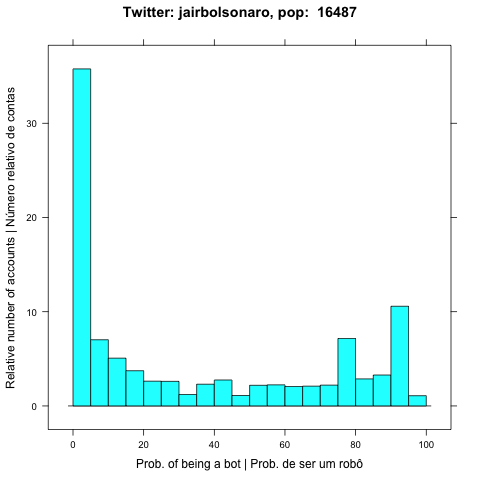 Twitter: jairbolsonaro, pop:  16487
Relative number of accounts | Número relativo de contas
30
20
10
0
0 20 40 60 80 100
Prob. of being a bot | Prob. de ser um robô